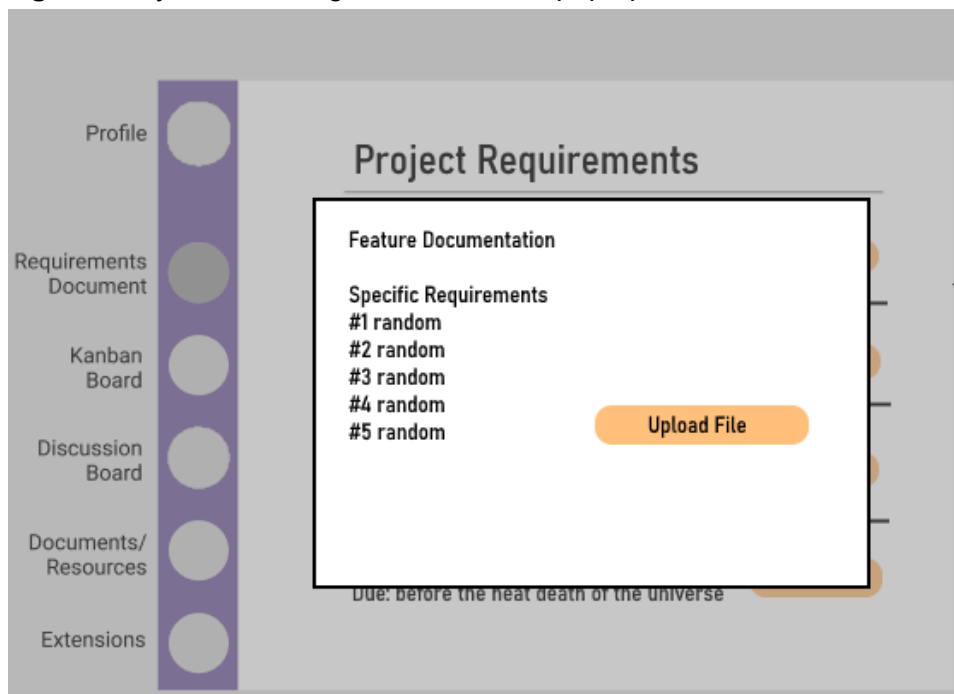 Profile
Requirements
Document
Kanban
Board
Discussion
Board
Documents/
Resources
Extensions
Project Requirements
Feature Documentation
Specific Requirements
#1 random
#2 random
#3 random
#4 random
#5 random
Upload File
Due: before the heat death of the universe